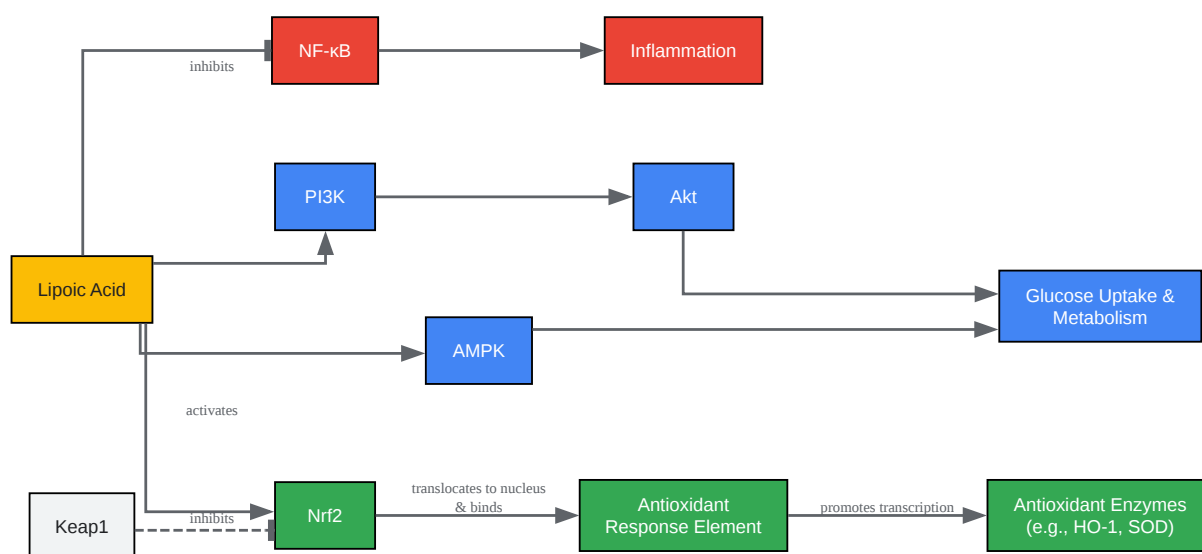 NF-κB
Inflammation
inhibits
PI3K
Akt
Lipoic Acid
Glucose Uptake &
Metabolism
AMPK
activates
translocates to nucleus
& binds
Antioxidant
Response Element
promotes transcription
Antioxidant Enzymes
(e.g., HO-1, SOD)
Nrf2
inhibits
Keap1